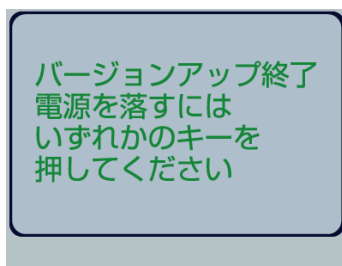 バージョンアップ終了
電源を落すには
いずれかのキーを
押してください